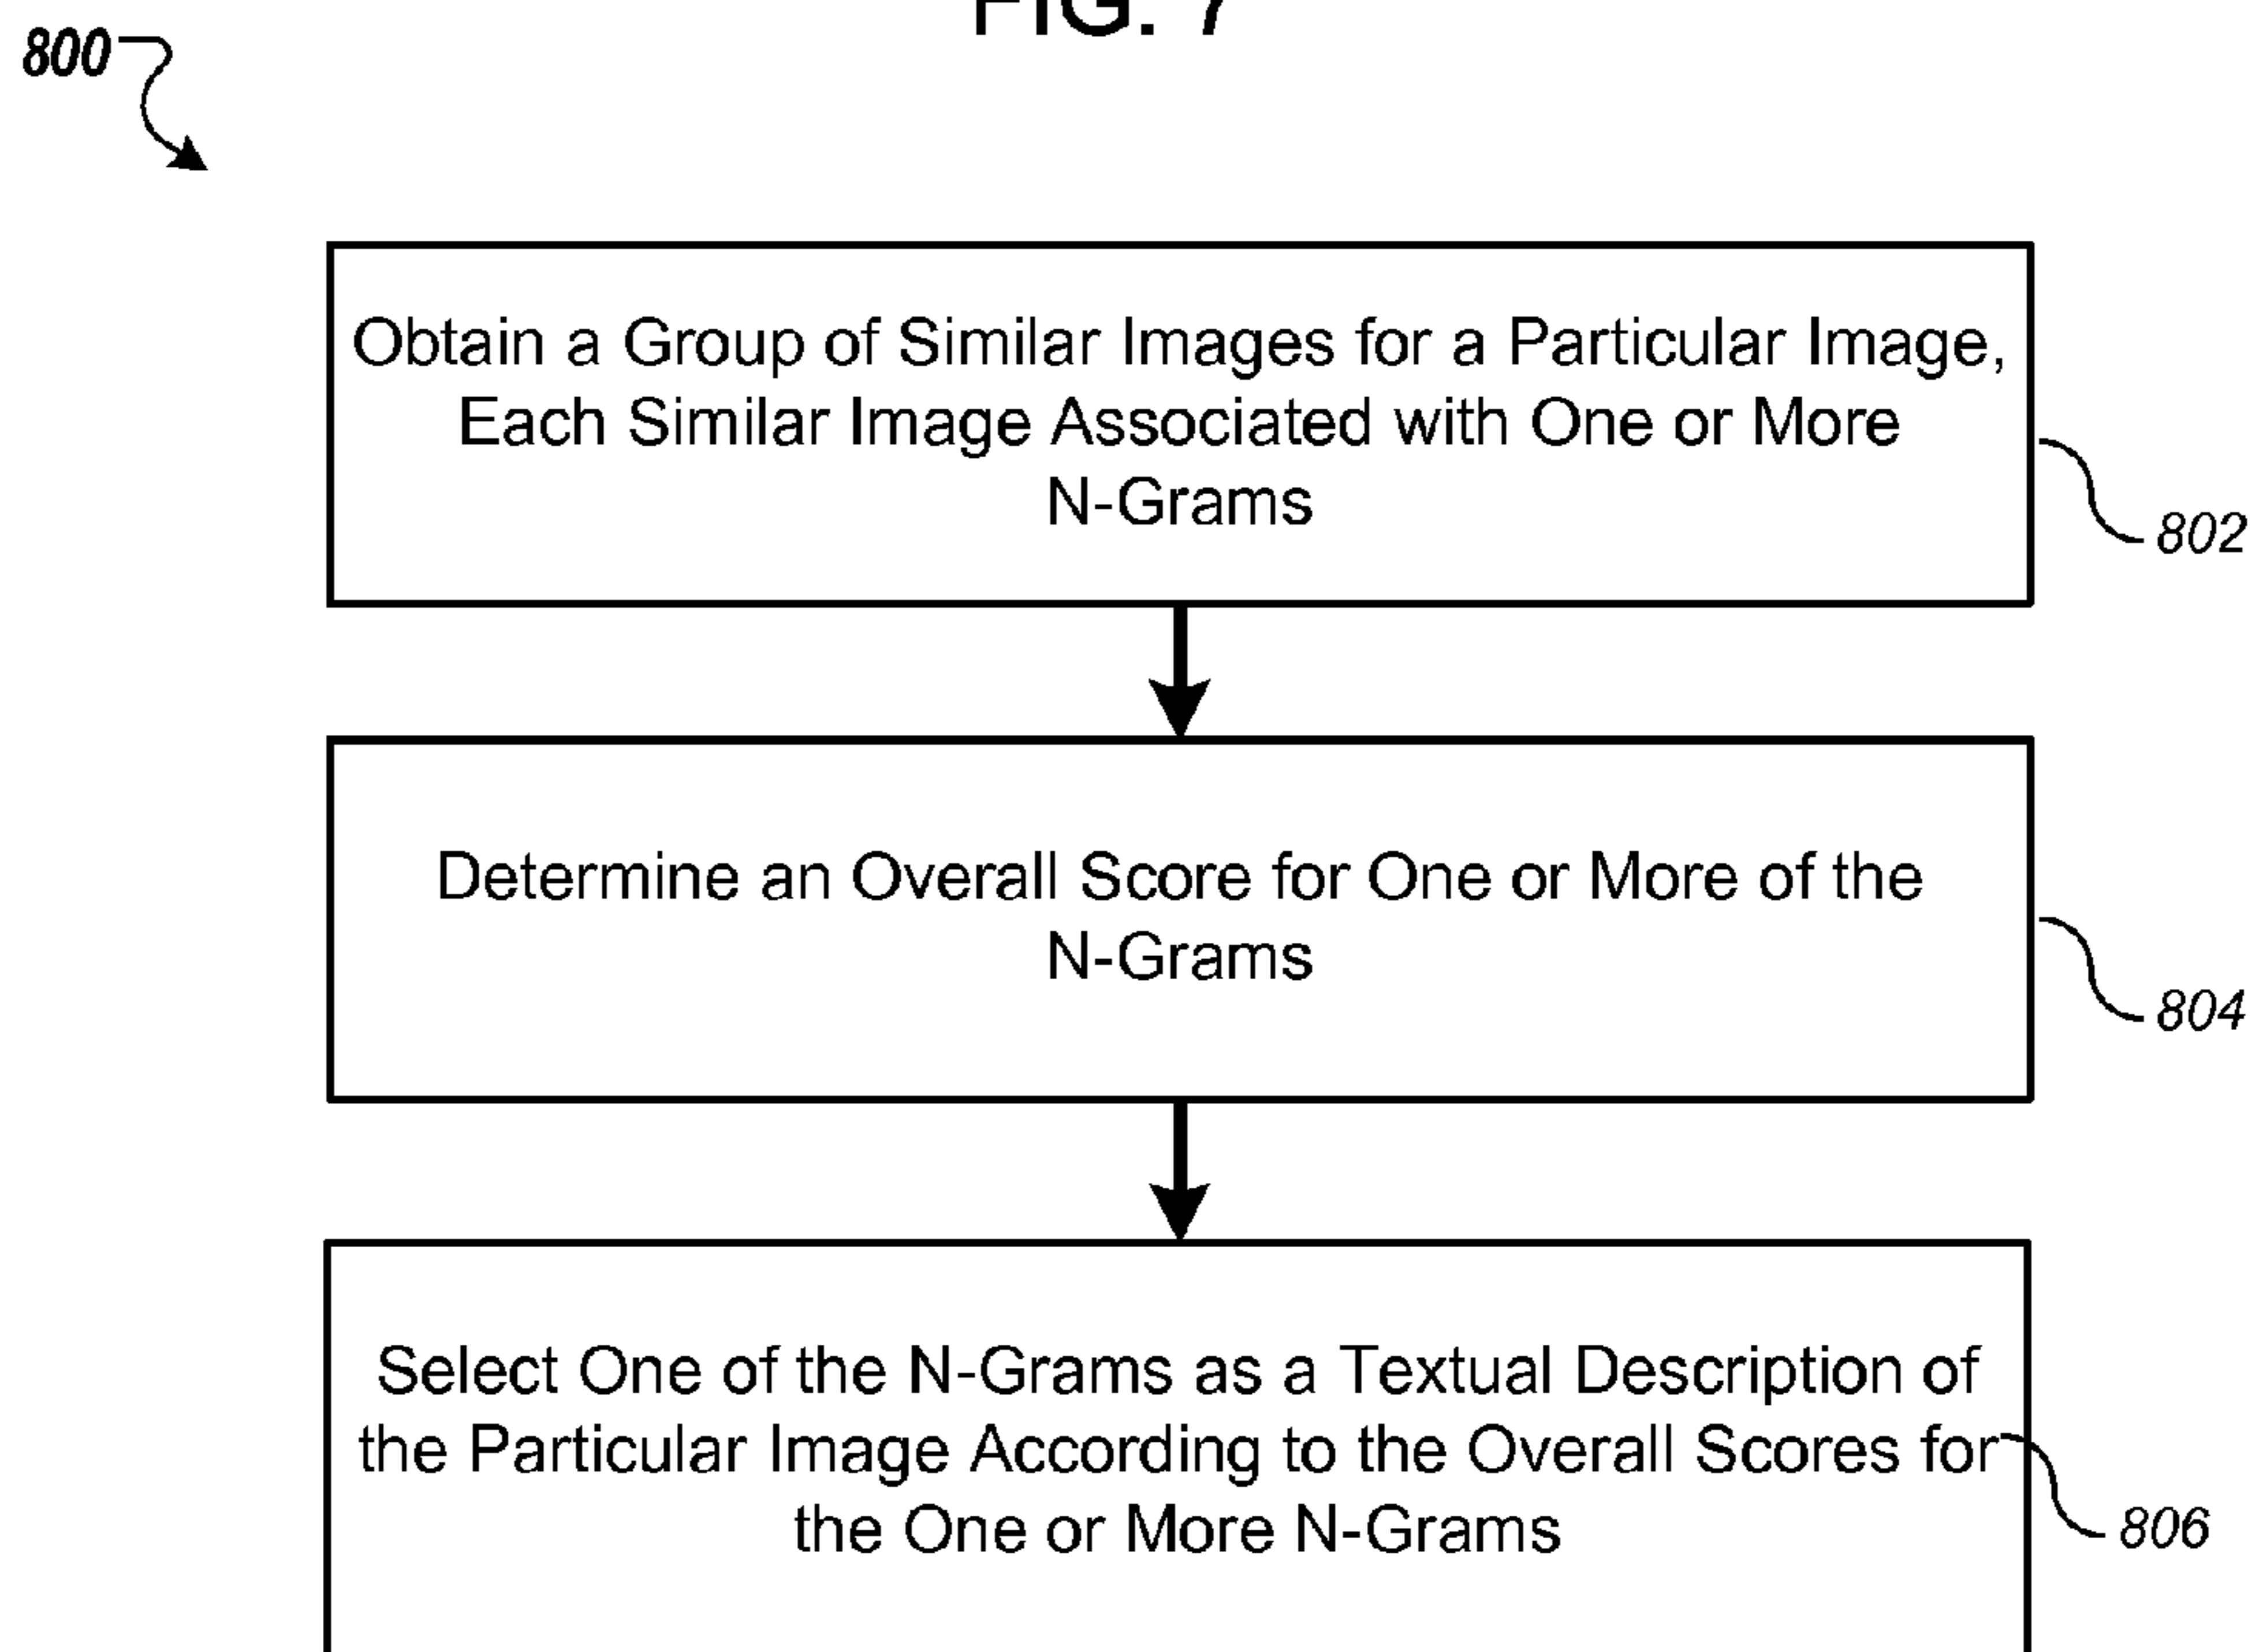 FIG. 7
800
Obtain a Group of Similar Images for a Particular Image,
Each Similar Image Associated with One or More
N-Grams
802
Determine an Overall Score for One or More of the
N-Grams
804
Select One of the N-Grams as a Textual Description of
the Particular Image According to the Overall Scores for
the One or More N-Grams
806